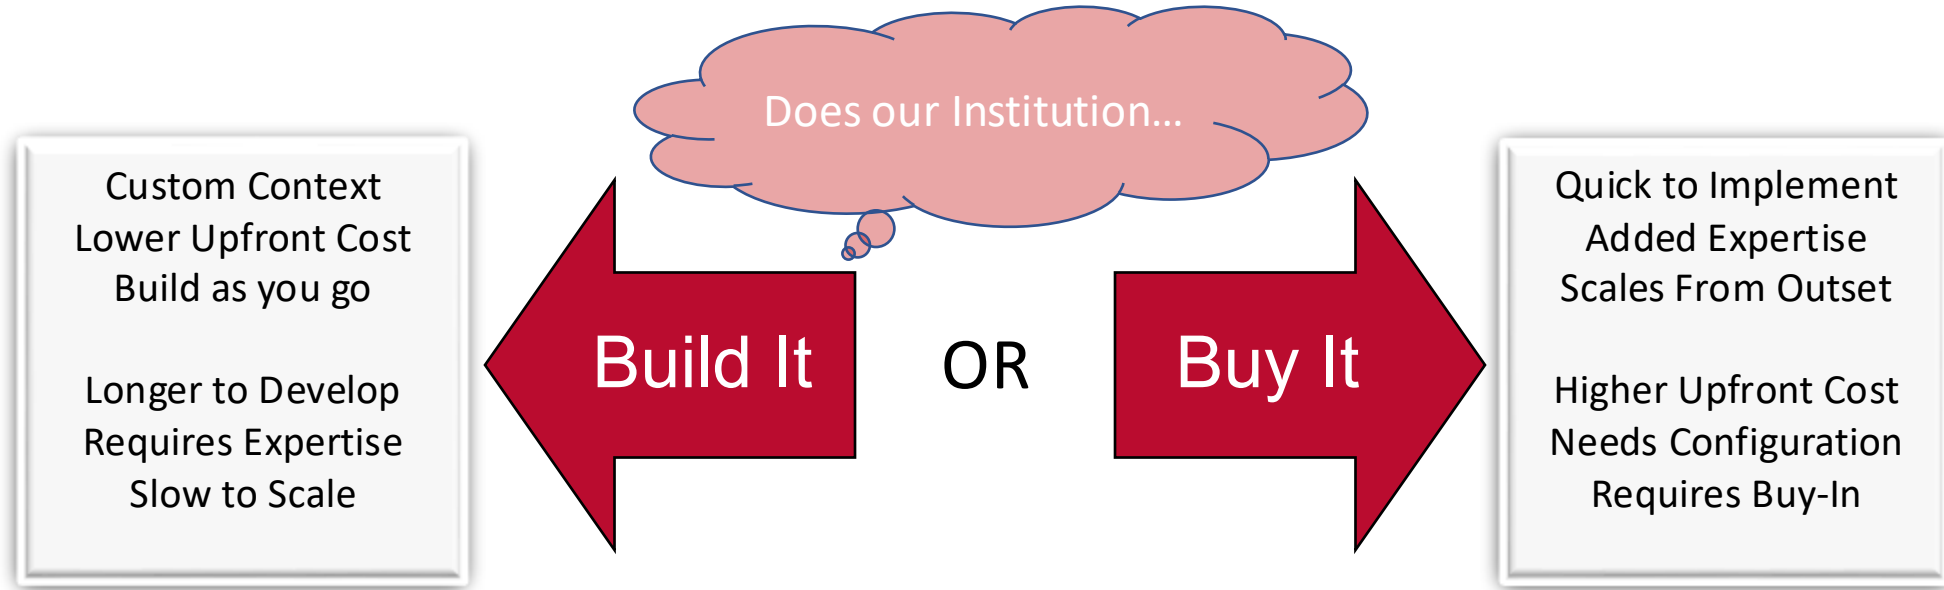 Does our Institution...
Custom Context
Lower Upfront Cost
Build as you go
Longer to Develop
Requires Expertise
Slow to Scale
Build It
OR
Buy It
Quick to Implement
Added Expertise
Scales From Outset
Higher Upfront Cost
Needs Configuration
Requires Buy-In